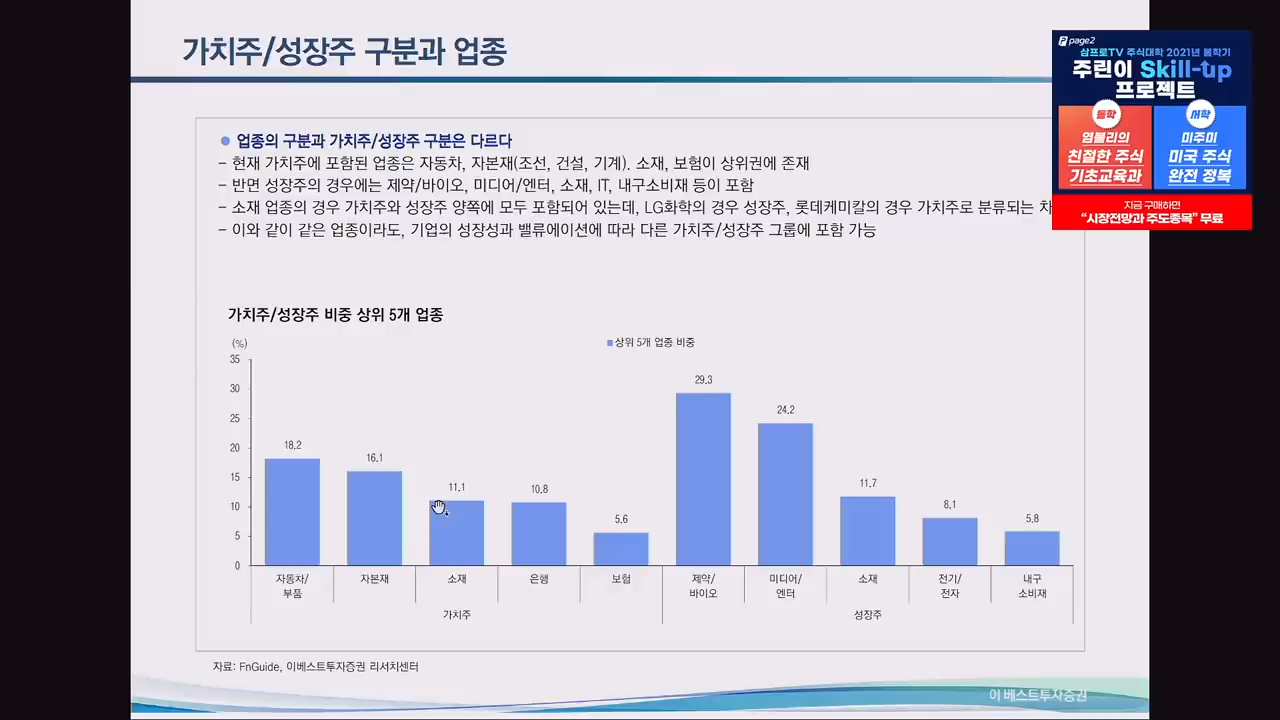 가치주/성장주 구분과 업종
page2
삼프로TV 주식대학 2021년 봄학기
주린이 Skill-up
프로젝트
봄학기
염블리의
친절한 주식
기초교육과
새학
미주미
미국 주식
완전 정복
지금 구매하면
"시장전망과 주도종목" 무료
업종의 구분과 가치주/성장주 구분은 다르다
– 현재 가치주에 포함된 업종은 자동차, 자본재(조선, 건설, 기계). 소재, 보험이 상위권에 존재
– 반면 성장주의 경우에는 제약/바이오, 미디어/엔터, 소재, IT, 내구소비재 등이 포함
– 소재 업종의 경우 가치주와 성장주 양쪽에 모두 포함되어 있는데, LG화학의 경우 성장주, 롯데케미칼의 경우 가치주로 분류되는 차
– 이와 같이 같은 업종이라도, 기업의 성장성과 밸류에이션에 따라 다른 가치주/성장주 그룹에 포함 가능
가치주/성장주 비중 상위 5개 업종
(%)
상위 5개 업종 비중
35
30
25
20
15
10
5
0
18.2
16.1
11.1
10.8
5.6
29.3
24.2
11.7
8.1
5.8
자동차/
부품
자본재
소재
은행
보험
제약/
바이오
미디어/
엔터
소재
전기/
전자
내구
소비재
가치주
성장주
자료: FnGuide, 이베스트투자증권 리서치센터
이베스트투자증권